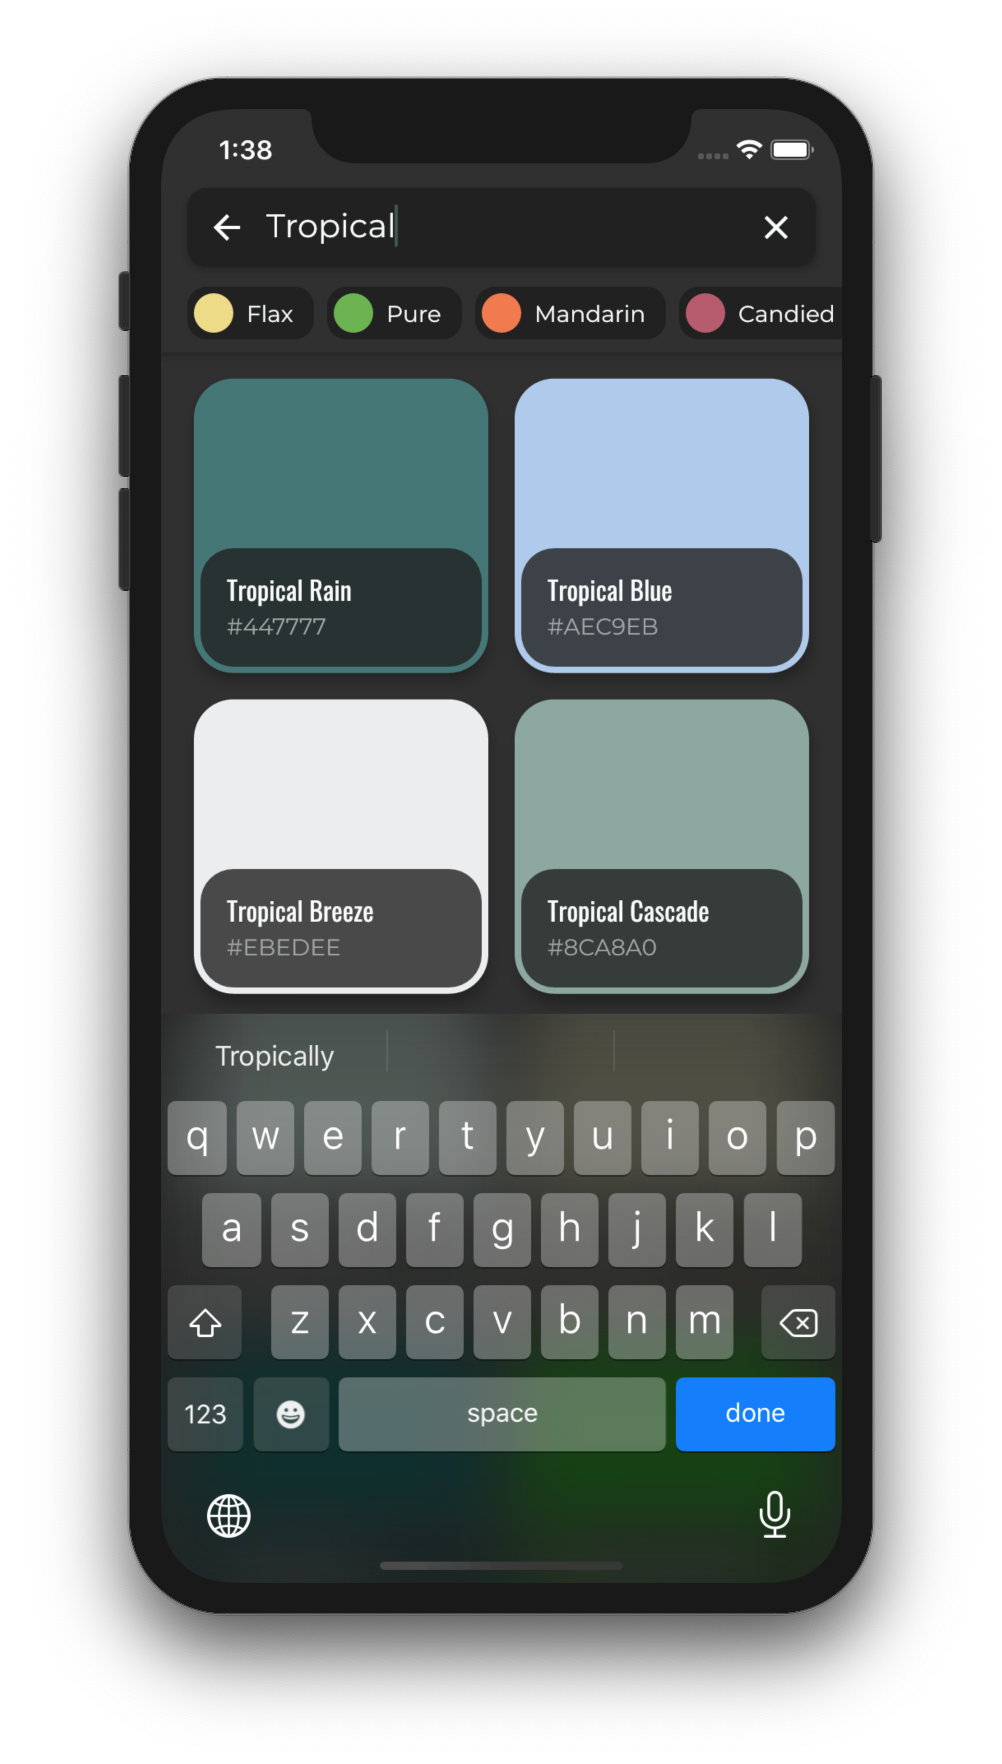 1:38
Tropical
Flax Pure Mandarin Candied
Tropical Rain
#447777
Tropical Blue
#AEC9EB
Tropical Breeze
#EBEDEE
Tropical Cascade
#8CA8A0
Tropically
q w e r t y u i o p
a s d f g h j k l
z x c v b n m
123 space done